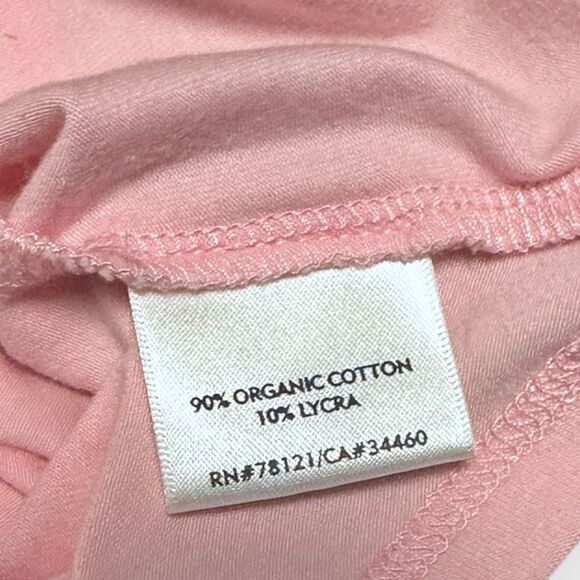 90% ORGANIC COTTON
10% LYCRA
RN#78121/CA#34460